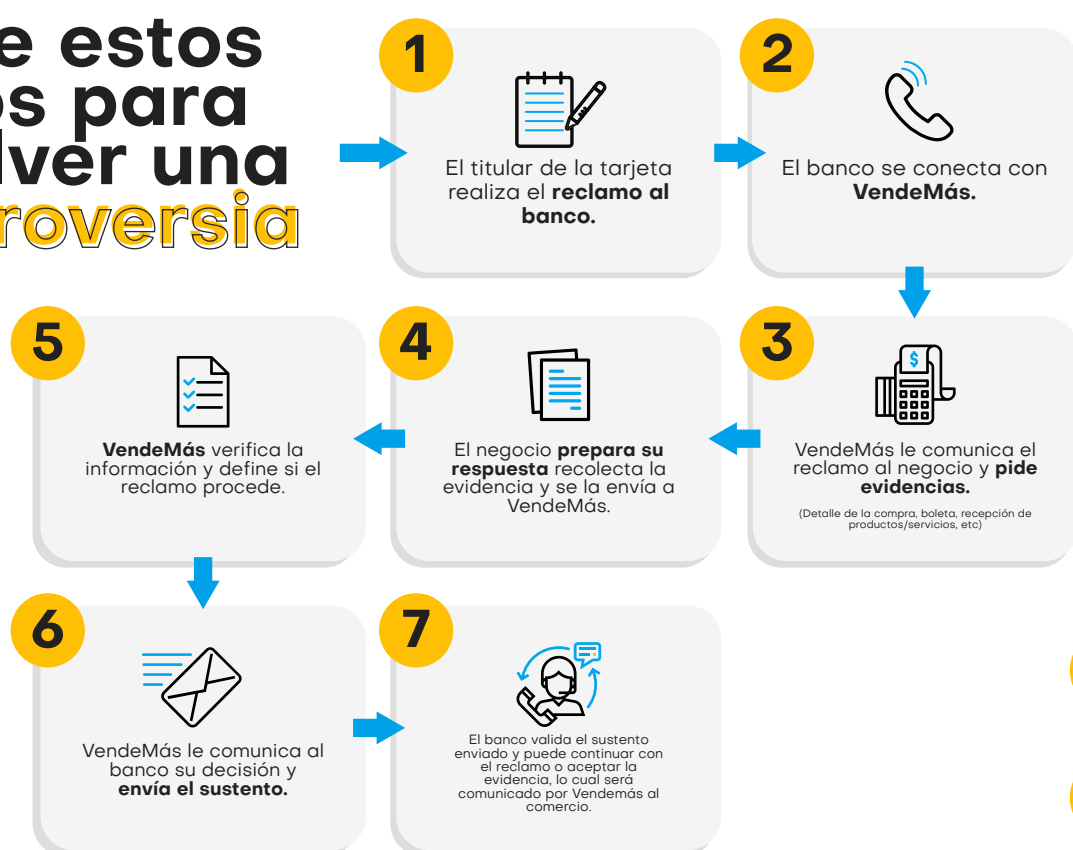 e estos
os para
lver una
roversia
1
El titular de la tarjeta
realiza el reclamo al
banco.
2
El banco se conecta con
VendeMás.
3
$
VendeMás le comunica el
reclamo al negocio y pide
evidencias.
(Detalle de la compra, boleta, recepción de
productos/servicios, etc)
4
El negocio prepara su
respuesta recolecta la
evidencia y se la envía a
VendeMás.
5
VendeMás verifica la
información y define si el
reclamo procede.
6
VendeMás le comunica al
banco su decisión y
envía el sustento.
7
El banco valida el sustento
enviado y puede continuar con
el reclamo o aceptar la
evidencia, lo cual será
comunicado por Vendemás al
comercio.